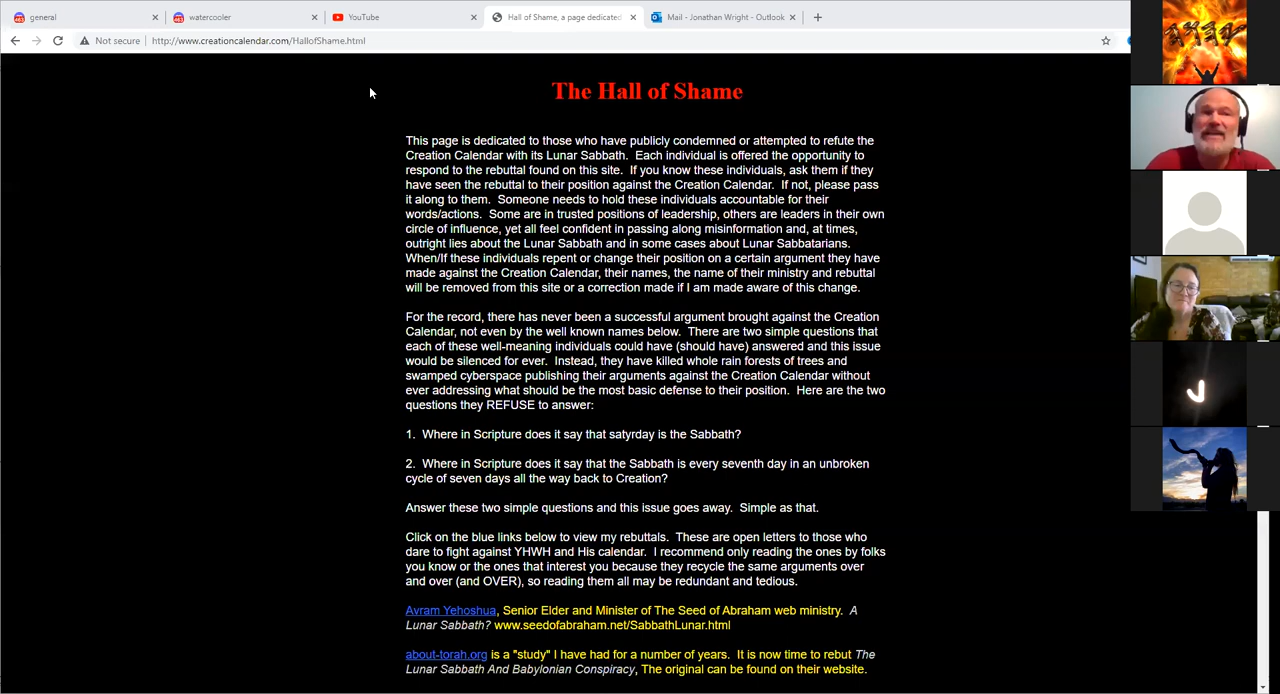 general
watercooler
YouTube
Hall of Shame, a page dedicated
Mail - Jonathan Wright - Outlook
Not secure
http://www.creationcalendar.com/HallofShame.html
The Hall of Shame
This page is dedicated to those who have publicly condemned or attempted to refute the
Creation Calendar with its Lunar Sabbath.  Each individual is offered the opportunity to
respond to the rebuttal found on this site.  If you know these individuals, ask them if they
have seen the rebuttal to their position against the Creation Calendar.  If not, please pass
it along to them.  Someone needs to hold these individuals accountable for their
words/actions.  Some are in trusted positions of leadership, others are leaders in their own
circle of influence, yet all feel confident in passing along misinformation and, at times,
outright lies about the Lunar Sabbath and in some cases about Lunar Sabbatarians.
When/If these individuals repent or change their position on a certain argument they have
made against the Creation Calendar, their names, the name of their ministry and rebuttal
will be removed from this site or a correction made if I am made aware of this change.
For the record, there has never been a successful argument brought against the Creation
Calendar, not even by the well known names below.  There are two simple questions that
each of these well-meaning individuals could have (should have) answered and this issue
would be silenced for ever.  Instead, they have killed whole rain forests of trees and
swamped cyberspace publishing their arguments against the Creation Calendar without
ever addressing what should be the most basic defense to their position.  Here are the two
questions they REFUSE to answer:
1.  Where in Scripture does it say that satyrday is the Sabbath?
2.  Where in Scripture does it say that the Sabbath is every seventh day in an unbroken
cycle of seven days all the way back to Creation?
Answer these two simple questions and this issue goes away.  Simple as that.
Click on the blue links below to view my rebuttals.  These are open letters to those who
dare to fight against YHWH and His calendar.  I recommend only reading the ones by folks
you know or the ones that interest you because they recycle the same arguments over
and over (and OVER), so reading them all may be redundant and tedious.
Avram Yehoshua, Senior Elder and Minister of The Seed of Abraham web ministry.  A
Lunar Sabbath? www.seedofabraham.net/SabbathLunar.html
about-torah.org is a "study" I have had for a number of years.  It is now time to rebut The
Lunar Sabbath And Babylonian Conspiracy, The original can be found on their website.